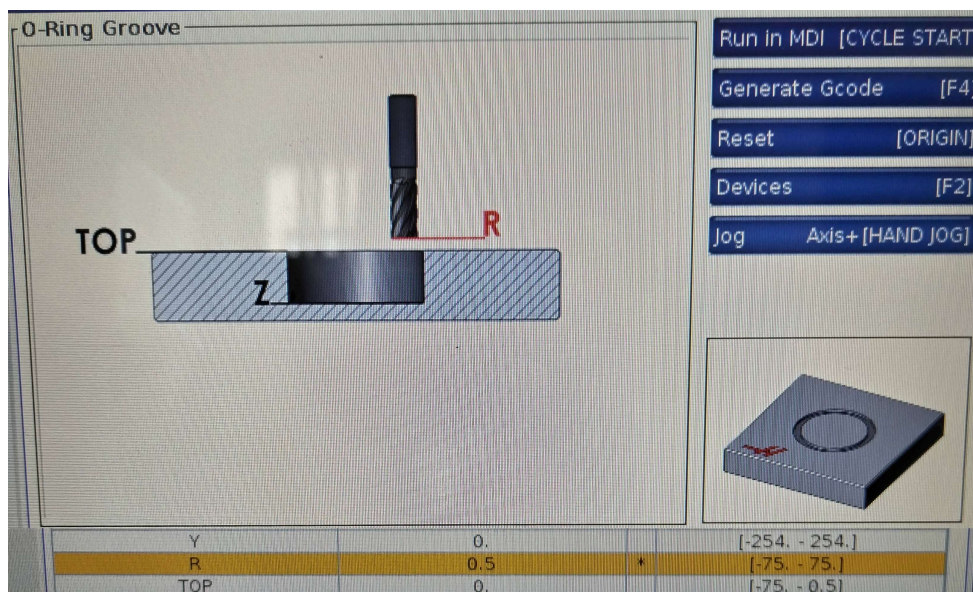 O-Ring Groove
TOP
Z
R
Run in MDI [CYCLE START
Generate Gcode [F4]
Reset [ORIGIN]
Devices [F2]
Jog Axis+[HAND JOG]
Y 0. [-254. - 254.]
R 0.5 * [-75. - 75.]
TOP 0. [-75 - 0.5]